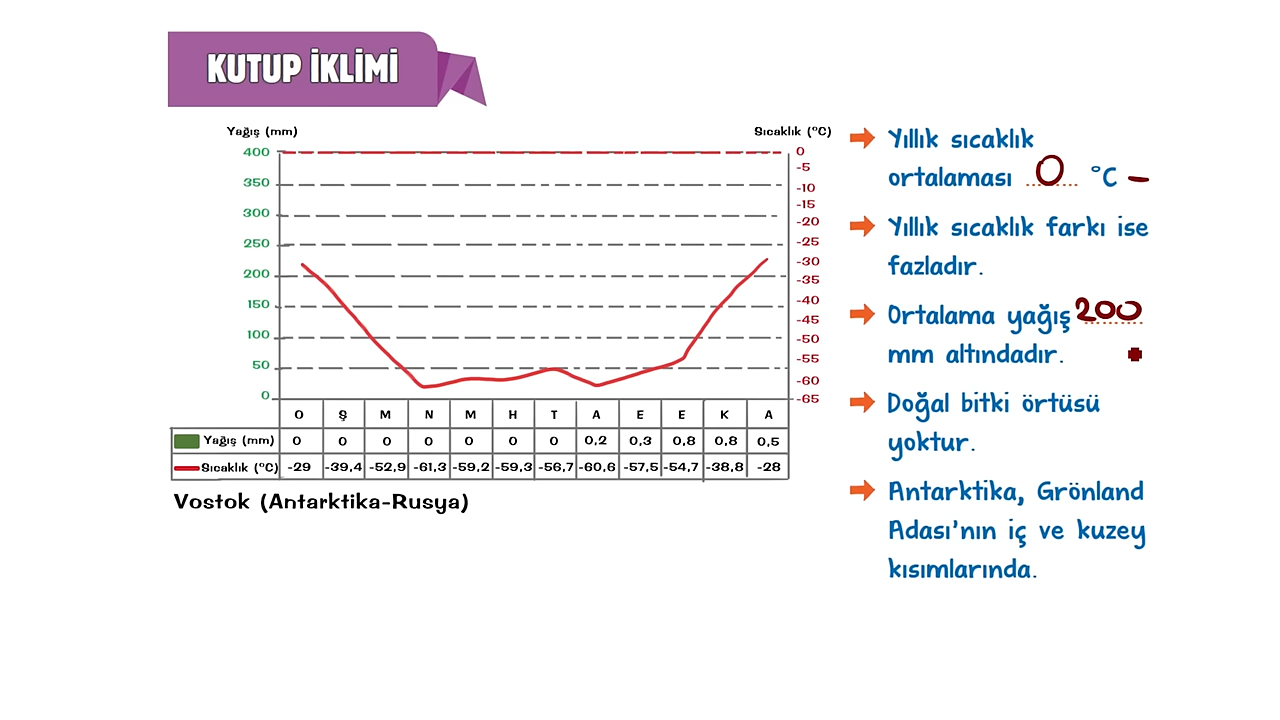 KUTUP İKLİMİ
Yağış (mm) Sıcaklık (°C)
400 0
-5
350 -10
-15
300 -20
250 -25
-30
200 -35
-40
150 -45
100 -50
50 -55
-60
0 -65
O Ş M N M H T A E E K A
Yağış (mm) 0 0 0 0 0 0 0 0,2 0,3 0,8 0,8 0,5
Sıcaklık (°C) -29 -39,4 -52,9 -61,3 -59,2 -59,3 -56,7 -60,6 -57,5 -54,7 -38,8 -28
Vostok (Antarktika-Rusya)
Yıllık sıcaklık
ortalaması 0 °C -
Yıllık sıcaklık farkı ise
fazladır.
Ortalama yağış 200
mm altındadır.
Doğal bitki örtüsü
yoktur.
Antarktika, Grönland
Adası'nın iç ve kuzey
kısımlarında.